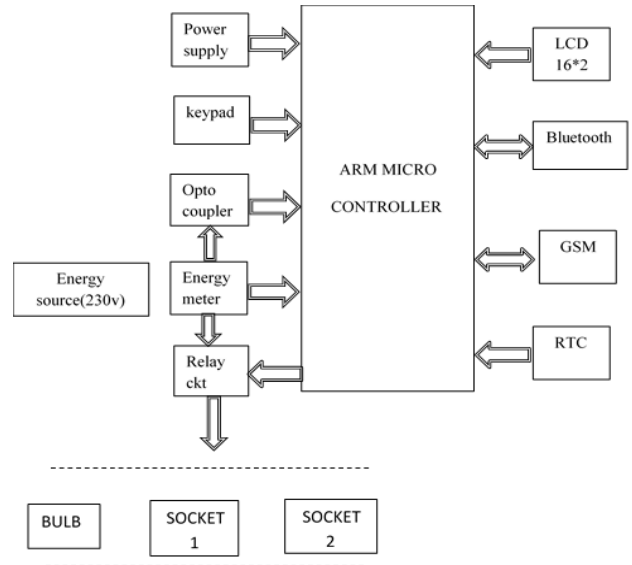 Power
supply
keypad
Opto
coupler
Energy
source(230v)
Energy
meter
Relay
ckt
ARM MICRO
CONTROLLER
LCD
16*2
Bluetooth
GSM
RTC
BULB
SOCKET
1
SOCKET
2